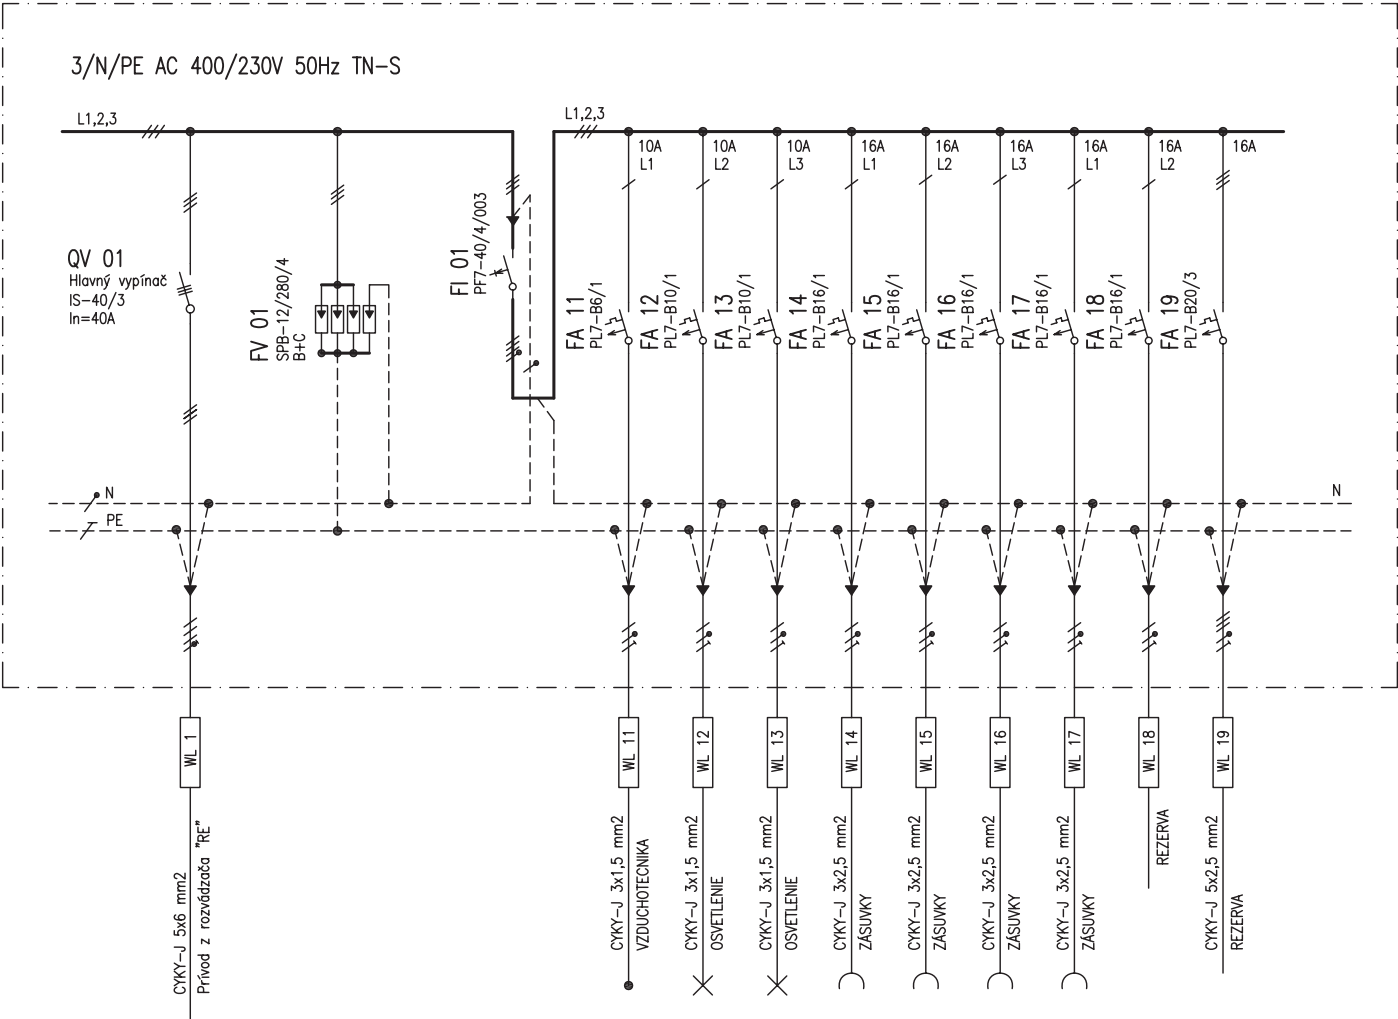 3/N/PE AC 400/230V 50Hz TN-S
L1,2,3
L1,2,3
10A
L1
10A
L2
10A
L3
16A
L1
16A
L2
16A
L3
16A
L1
16A
L2
16A
QV 01
Hlavný vypínač
IS-40/3
In=40A
FV 01
SPB-12/280/4
B+C
FI 01
PF7-40/4/003
FA 11
PL7-B6/1
FA 12
PL7-B10/1
FA 13
PL7-B10/1
FA 14
PL7-B16/1
FA 15
PL7-B16/1
FA 16
PL7-B16/1
FA 17
PL7-B16/1
FA 18
PL7-B16/1
FA 19
PL7-B20/3
N
N
PE
WL 1
WL 11
WL 12
WL 13
WL 14
WL 15
WL 16
WL 17
WL 18
WL 19
CYKY-J 5x6 mm2
Prívod z rozvádzača "RE"
CYKY-J 3x1,5 mm2
VZDUCHOTECNIKA
CYKY-J 3x1,5 mm2
OSVETLENIE
CYKY-J 3x1,5 mm2
OSVETLENIE
CYKY-J 3x2,5 mm2
ZÁSUVKY
CYKY-J 3x2,5 mm2
ZÁSUVKY
CYKY-J 3x2,5 mm2
ZÁSUVKY
CYKY-J 3x2,5 mm2
ZÁSUVKY
REZERVA
CYKY-J 5x2,5 mm2
REZERVA